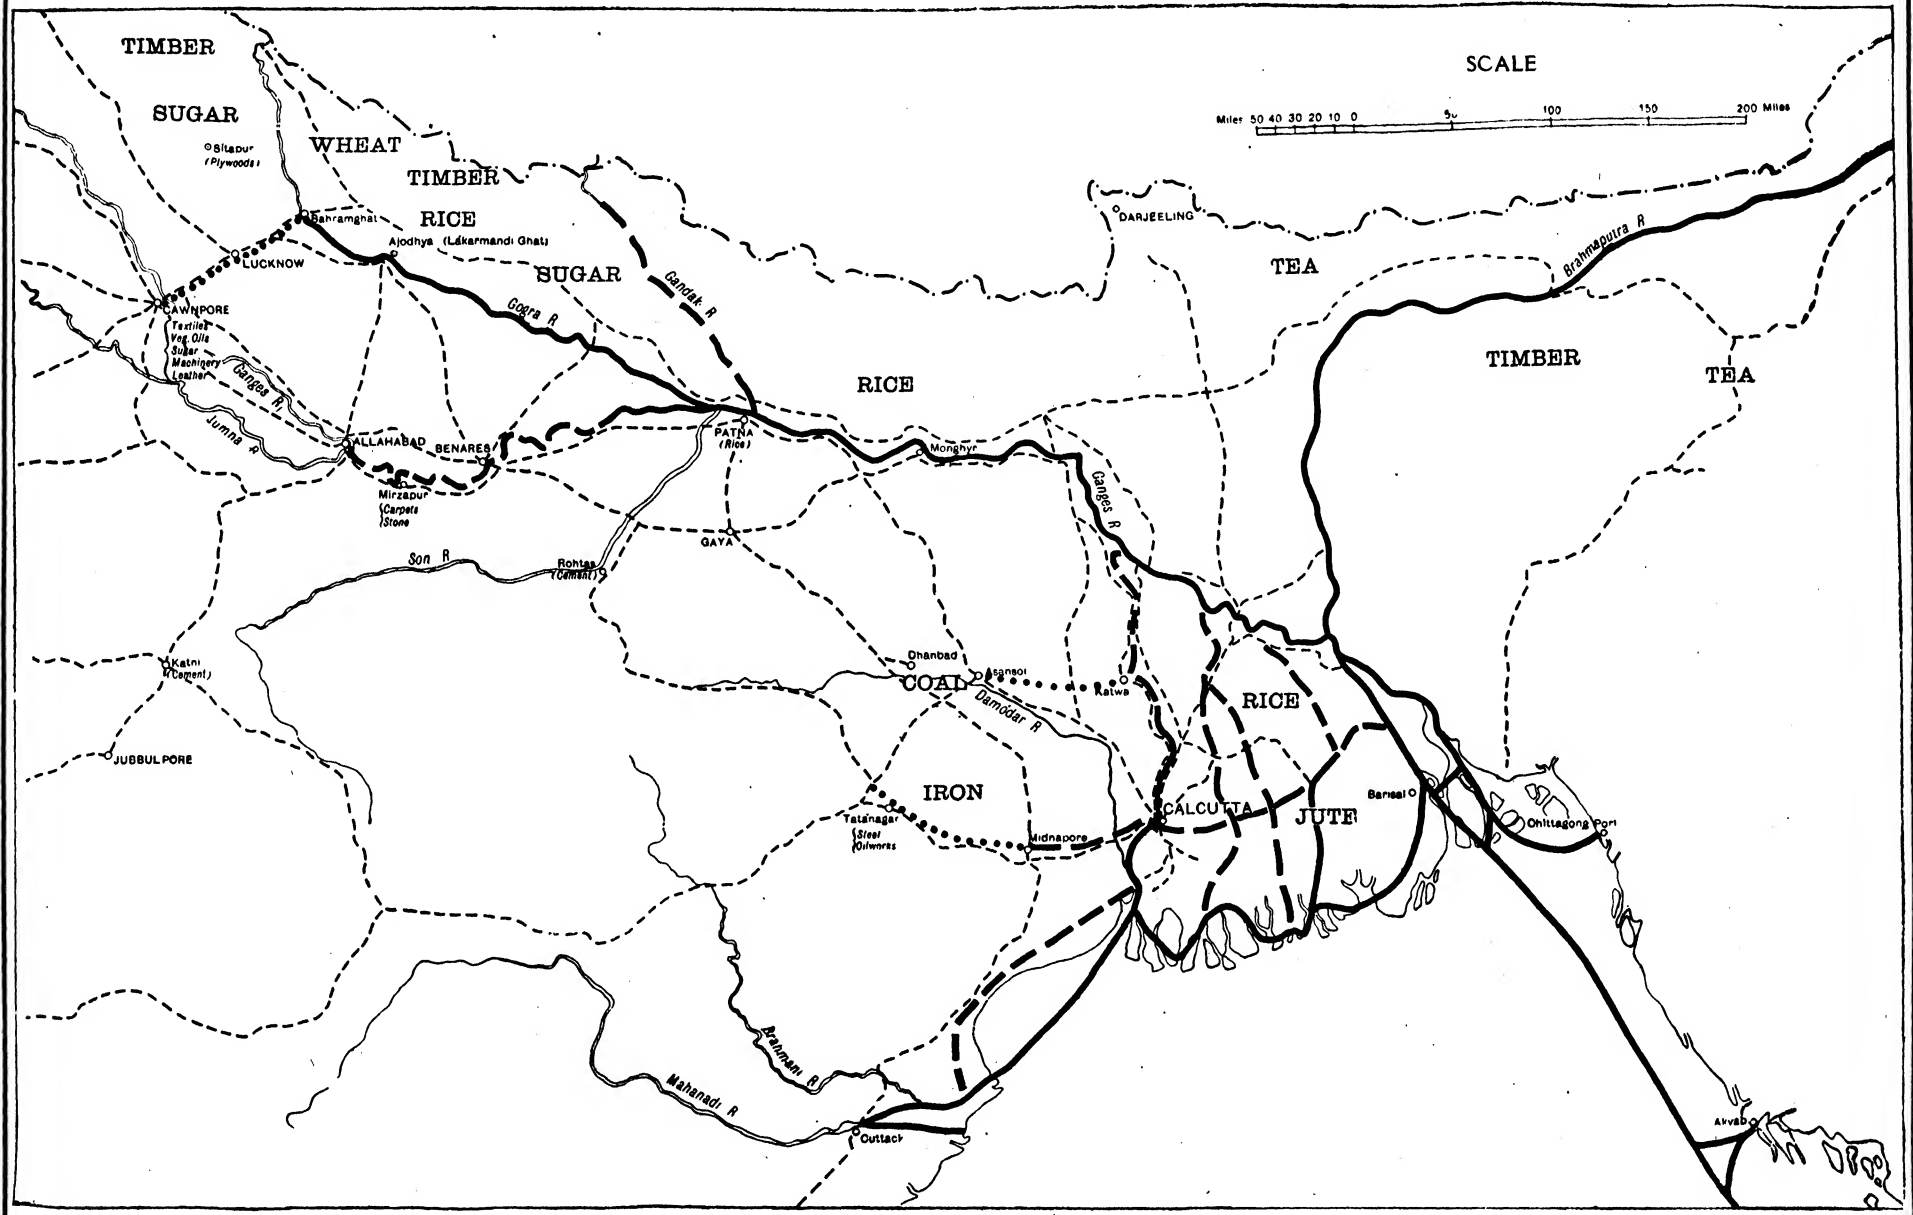 TIMBER
SCALE
SUGAR
Miles 50 40 30 20 10 0 50 100 150 200 Miles
Sitapur
(Plywoods)
WHEAT
TIMBER
RICE
Bahramghat
Ajodhya (Lakarmandi Ghat)
DARJEELING
LUCKNOW
SUGAR
TEA
Brahmaputra R
Gandak R
CAWNPORE
Textiles
Veg. Oils
Sugar
Machinery
Leather
Gogra R
Ganges R
TIMBER
RICE
TEA
Jumna R
ALLAHABAD
BENARES
PATNA
(Rice)
Monghyr
Mirzapur
Carpets
Stone
Ganges R
GAYA
Son R
Rohtas
(Cement)
Katni
(Cement)
Dhanbad
COAL
Asansol
Katwa
Damodar R
RICE
JUBBULPORE
IRON
CALCUTTA
JUTE
Barisal
Tatanagar
Steel
Oilworks
Midnapore
Chittagong Port
Brahmani R
Mahanadi R
Cuttack
Akyab